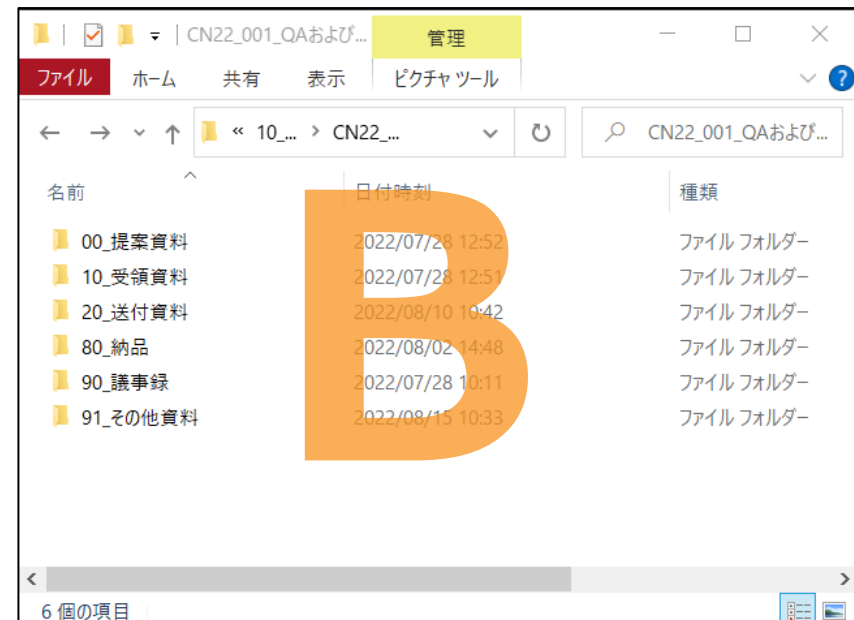 CN22_001_QAおよび... 管理
ファイル ホーム 共有 表示 ピクチャ ツール
« 10_... > CN22_... CN22_001_QAおよび...
名前 日付時刻 種類
00_提案資料 2022/07/28 12:52 ファイル フォルダー
10_受領資料 2022/07/28 12:51 ファイル フォルダー
20_送付資料 2022/08/10 10:42 ファイル フォルダー
80_納品 2022/08/02 14:48 ファイル フォルダー
90_議事録 2022/07/28 10:11 ファイル フォルダー
91_その他資料 2022/08/15 10:33 ファイル フォルダー
B
6 個の項目